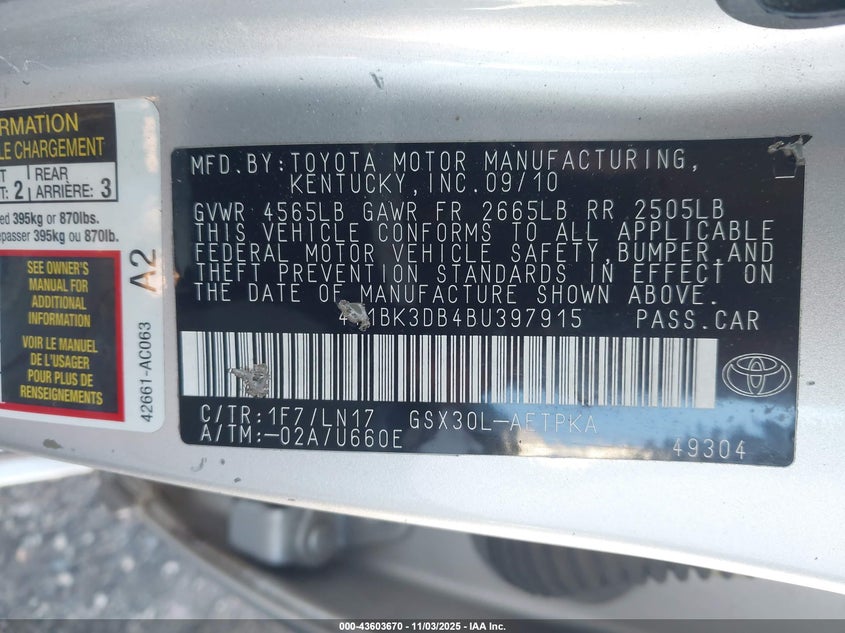 RMATION
LE CHARGEMENT
T
: 2
REAR
ARRIÈRE: 3
ed 395kg or 870lbs.
epasser 395kg ou 870lb.
SEE OWNER'S
MANUAL FOR
ADDITIONAL
INFORMATION
VOIR LE MANUEL
DE L'USAGER
POUR PLUS DE
RENSEIGNEMENTS
A2
42661-AC063
MFD.BY:TOYOTA MOTOR MANUFACTURING,
KENTUCKY,INC.09/10
GVWR 4565LB GAWR FR 2665LB RR 2505LB
THIS VEHICLE CONFORMS TO ALL APPLICABLE
FEDERAL MOTOR VEHICLE SAFETY,BUMPER,AND
THEFT PREVENTION STANDARDS IN EFFECT ON
THE DATE OF MANUFACTURE SHOWN ABOVE.
1BK3DB4BU397915 PASS.CAR
C/TR:1F7/LN17 GSX30L-AETPKA
A/TM:-02A/U660E
49304
000-43603670 - 11/03/2025 - IAA Inc.